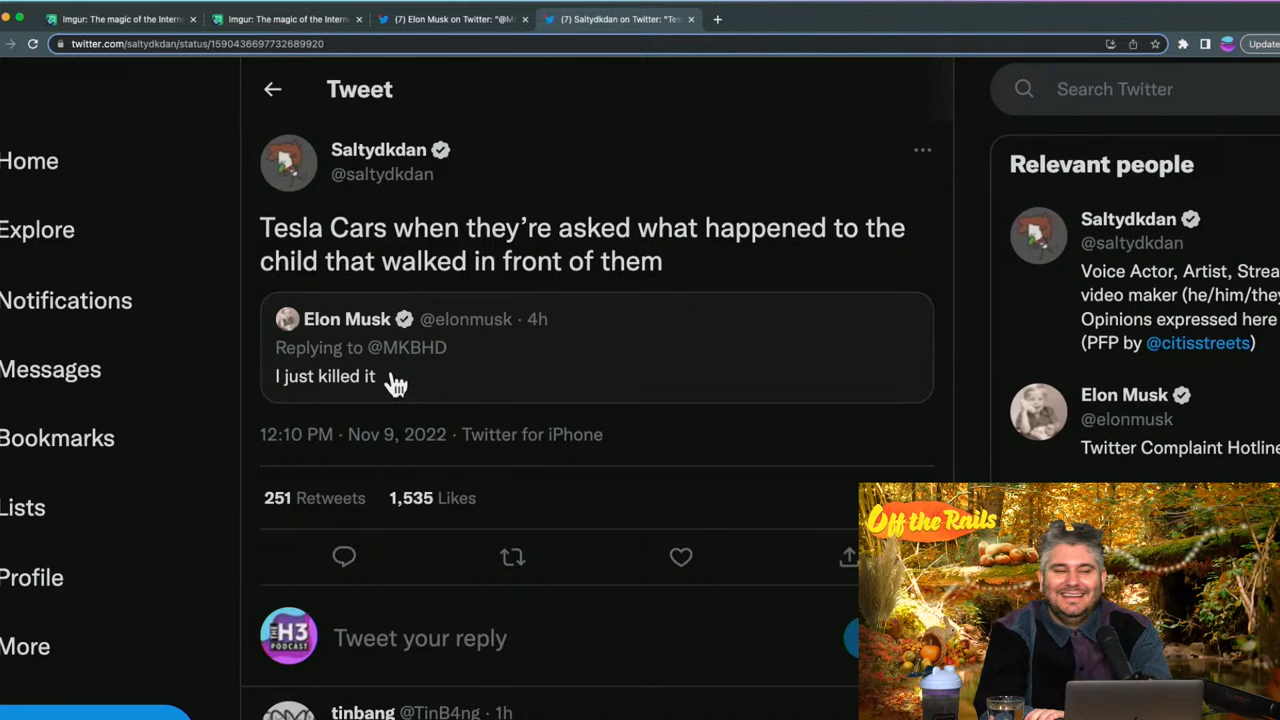 Imgur: The magic of the Interne
Imgur: The magic of the Interne
(7) Elon Musk on Twitter: "@M
(7) Saltydkdan on Twitter: "Tes
twitter.com/saltydkdan/status/1590436697732689920
Update
Tweet
Search Twitter
Home
Explore
Notifications
Messages
Bookmarks
Lists
Profile
More
Saltydkdan
@saltydkdan
Tesla Cars when they’re asked what happened to the
child that walked in front of them
Elon Musk @elonmusk · 4h
Replying to @MKBHD
I just killed it
12:10 PM · Nov 9, 2022 · Twitter for iPhone
251 Retweets 1,535 Likes
THE H3 PODCAST
Tweet your reply
tinbang @TinB4ng · 1h
Relevant people
Saltydkdan
@saltydkdan
Voice Actor, Artist, Strea
video maker (he/him/they
Opinions expressed here
(PFP by @citisstreets)
Elon Musk
@elonmusk
Twitter Complaint Hotline
Off the Rails